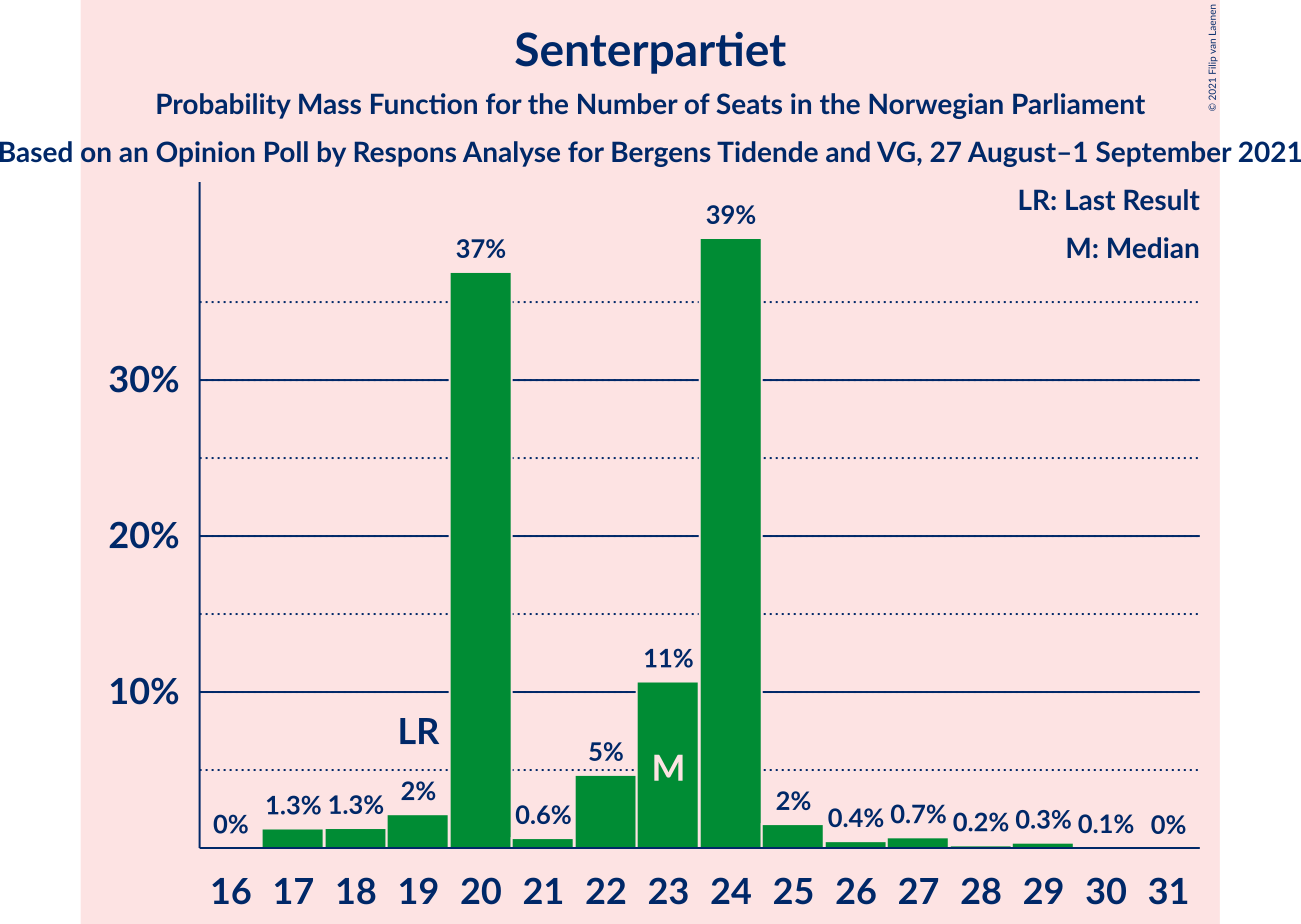 Senterpartiet
Probability Mass Function for the Number of Seats in the Norwegian Parliament
Based on an Opinion Poll by Respons Analyse for Bergens Tidende and VG, 27 August–1 September 2021
© 2021 Filip van Laenen
LR: Last Result
M: Median
39%
37%
30%
20%
11%
10%
LR
5%
M
0% 1.3% 1.3% 2% 0.6% 2% 0.4% 0.7% 0.2% 0.3% 0.1% 0%
16 17 18 19 20 21 22 23 24 25 26 27 28 29 30 31